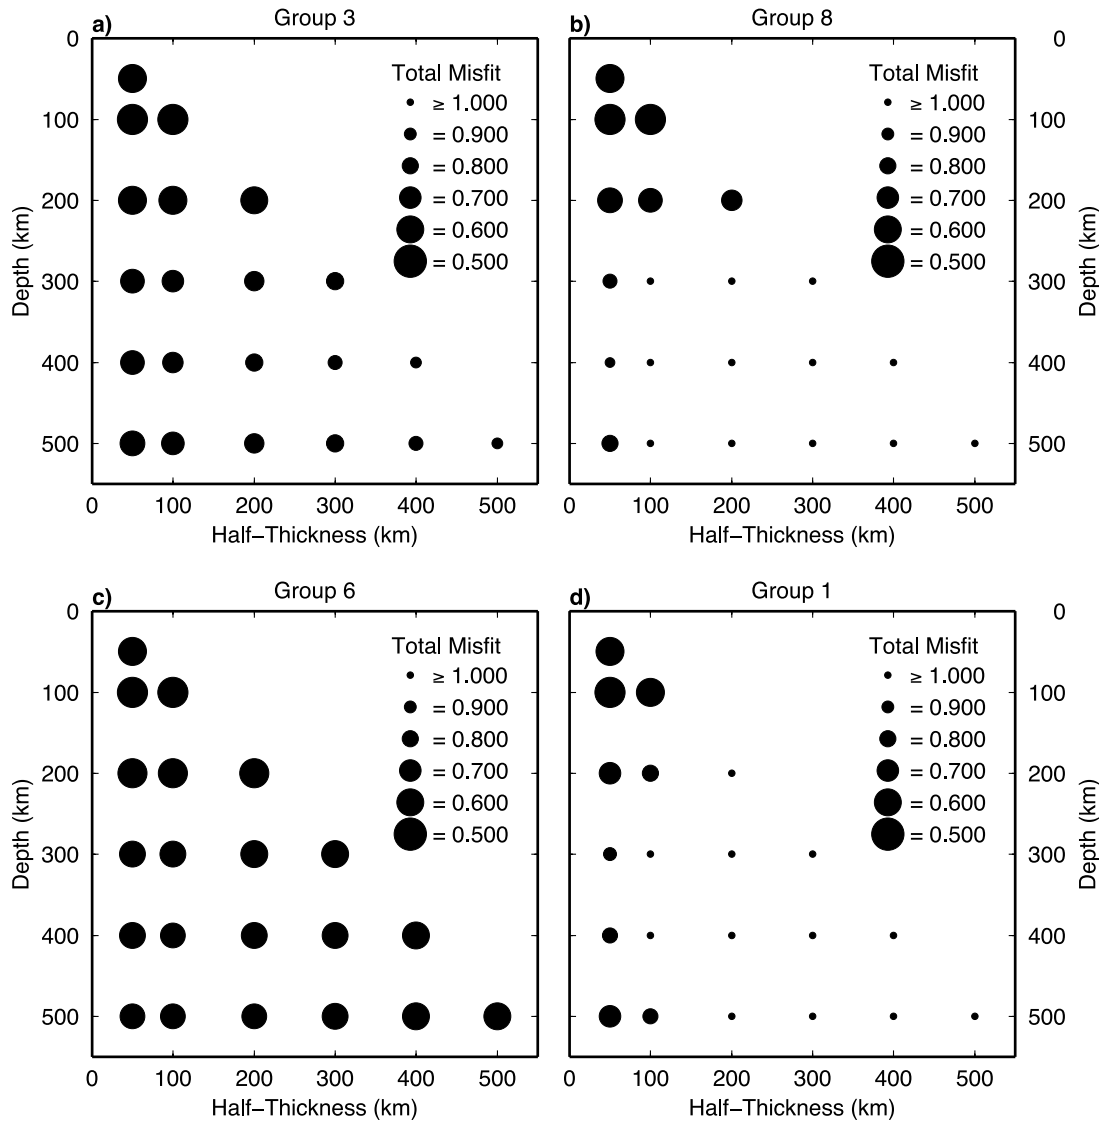 a) Group 3
Total Misfit
≥ 1.000
= 0.900
= 0.800
= 0.700
= 0.600
= 0.500
0
100
200
300
400
500
Depth (km)
0 100 200 300 400 500
Half−Thickness (km)
b) Group 8
Total Misfit
≥ 1.000
= 0.900
= 0.800
= 0.700
= 0.600
= 0.500
0
100
200
300
400
500
Depth (km)
0 100 200 300 400 500
Half−Thickness (km)
c) Group 6
Total Misfit
≥ 1.000
= 0.900
= 0.800
= 0.700
= 0.600
= 0.500
0
100
200
300
400
500
Depth (km)
0 100 200 300 400 500
Half−Thickness (km)
d) Group 1
Total Misfit
≥ 1.000
= 0.900
= 0.800
= 0.700
= 0.600
= 0.500
0
100
200
300
400
500
Depth (km)
0 100 200 300 400 500
Half−Thickness (km)